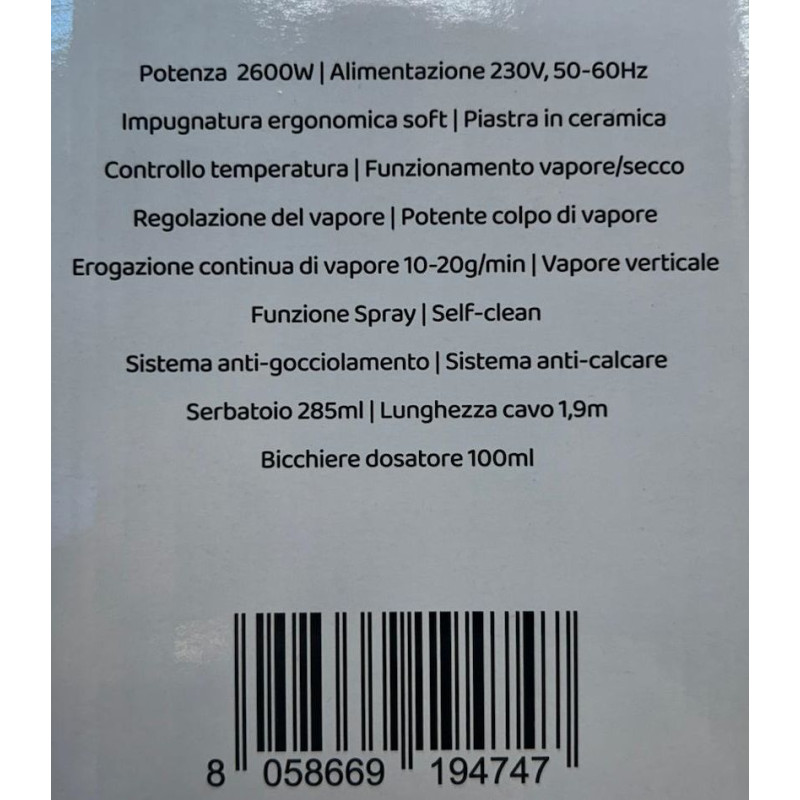 Potenza 2600W | Alimentazione 230V, 50-60Hz
Impugnatura ergonomica soft | Piastra in ceramica
Controllo temperatura | Funzionamento vapore/secco
Regolazione del vapore | Potente colpo di vapore
Erogazione continua di vapore 10-20g/min | Vapore verticale
Funzione Spray | Self-clean
Sistema anti-gocciolamento | Sistema anti-calcare
Serbatoio 285ml | Lunghezza cavo 1,9m
Bicchiere dosatore 100ml
8 058669 194747